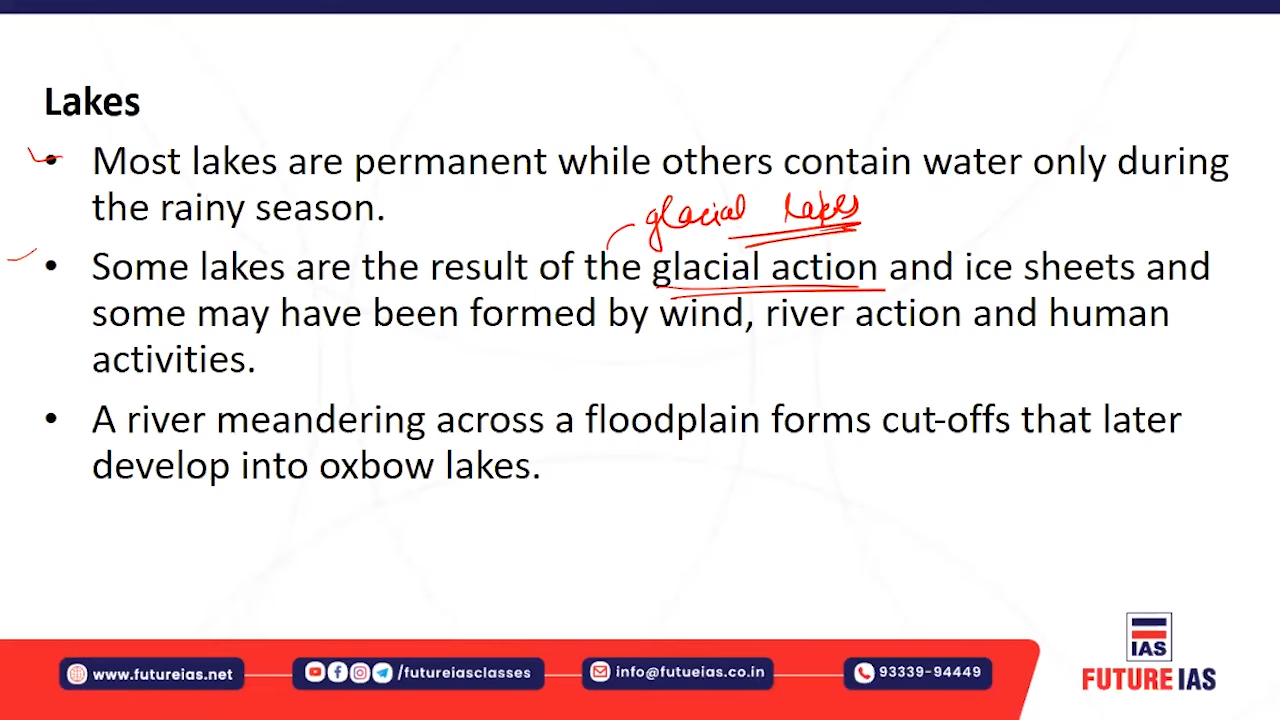 Lakes
• Most lakes are permanent while others contain water only during
the rainy season.
glacial lakes
• Some lakes are the result of the glacial action and ice sheets and
some may have been formed by wind, river action and human
activities.
• A river meandering across a floodplain forms cut-offs that later
develop into oxbow lakes.
IAS
www.futureias.net
/futureiasclasses
info@futueias.co.in
93339-94449
FUTURE IAS